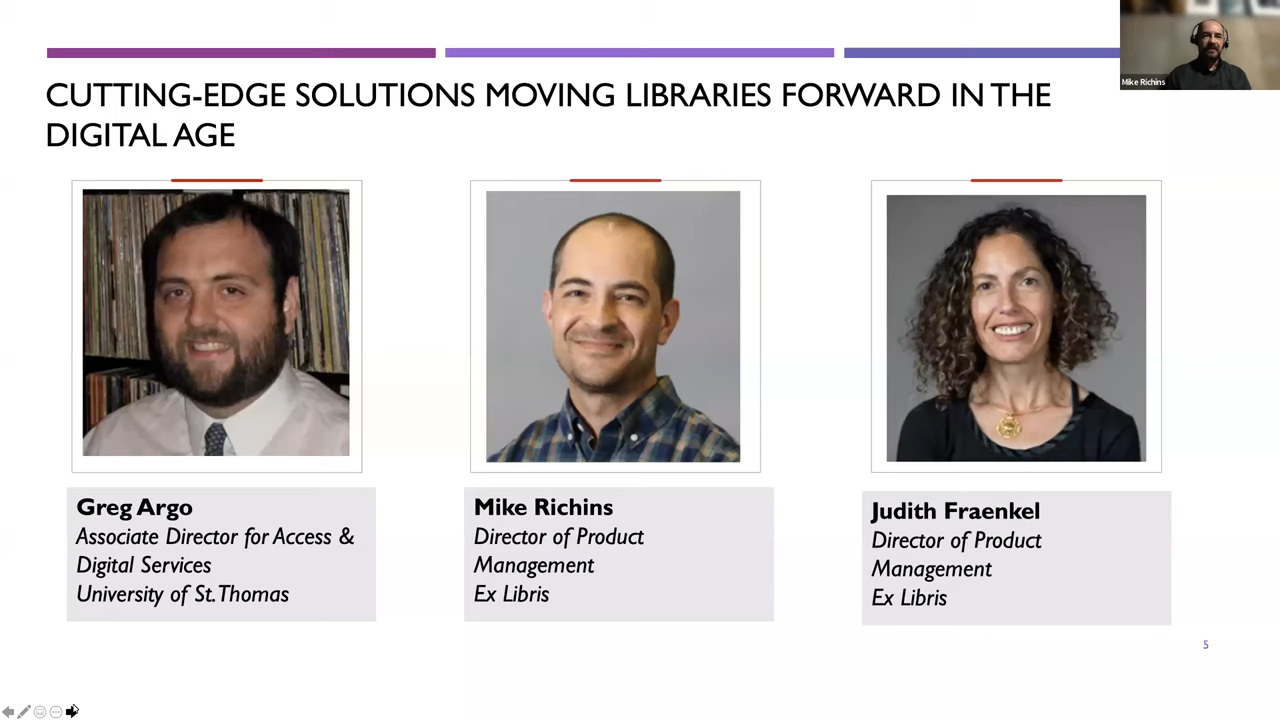 CUTTING-EDGE SOLUTIONS MOVING LIBRARIES FORWARD IN THE
DIGITAL AGE
Mike Richins
Greg Argo
Associate Director for Access &
Digital Services
University of St. Thomas
Mike Richins
Director of Product
Management
Ex Libris
Judith Fraenkel
Director of Product
Management
Ex Libris
5